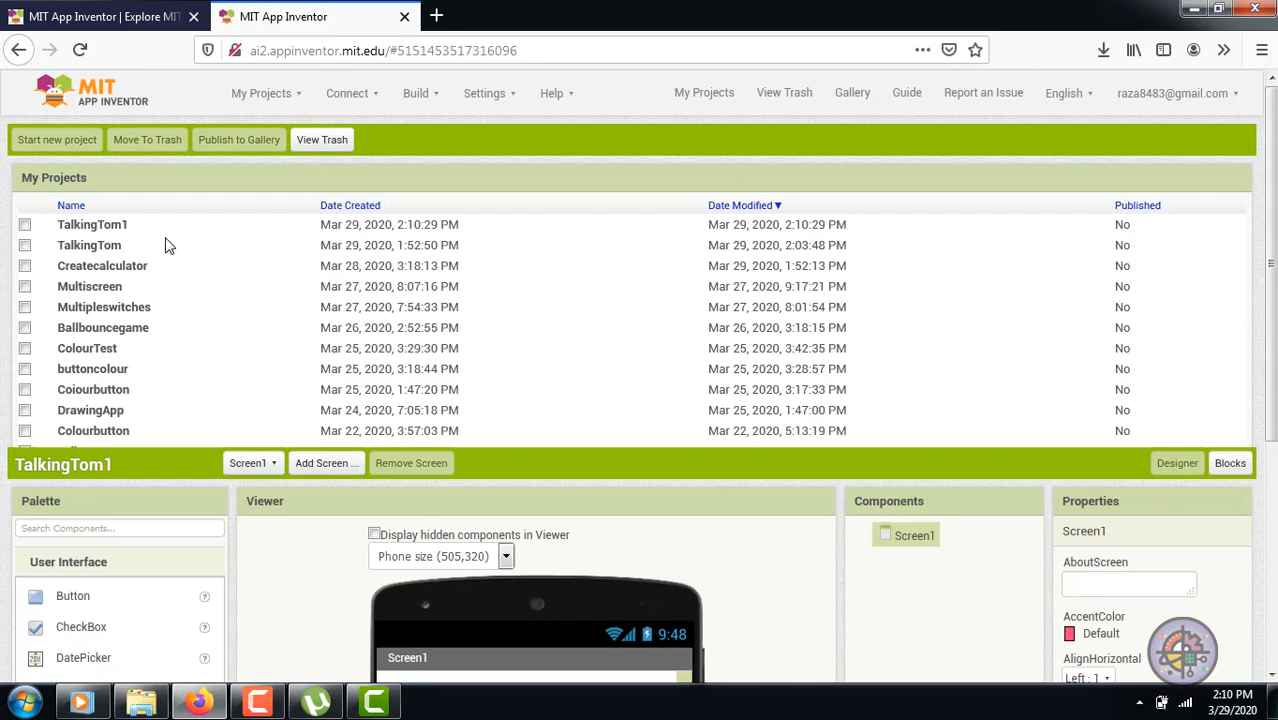 MIT App Inventor | Explore MIT
MIT App Inventor
ai2.appinventor.mit.edu/#5151453517316096
MIT
APP INVENTOR
My Projects
Connect
Build
Settings
Help
My Projects
View Trash
Gallery
Guide
Report an Issue
English
raza8483@gmail.com
Start new project
Move To Trash
Publish to Gallery
View Trash
My Projects
Name Date Created Date Modified Published
TalkingTom1 Mar 29, 2020, 2:10:29 PM Mar 29, 2020, 2:10:29 PM No
TalkingTom Mar 29, 2020, 1:52:50 PM Mar 29, 2020, 2:03:48 PM No
Createcalculator Mar 28, 2020, 3:18:13 PM Mar 29, 2020, 1:52:13 PM No
Multiscreen Mar 27, 2020, 8:07:16 PM Mar 27, 2020, 9:17:21 PM No
Multipleswitches Mar 27, 2020, 7:54:33 PM Mar 27, 2020, 8:01:54 PM No
Ballbouncegame Mar 26, 2020, 2:52:55 PM Mar 26, 2020, 3:18:15 PM No
ColourTest Mar 25, 2020, 3:29:30 PM Mar 25, 2020, 3:42:35 PM No
buttoncolour Mar 25, 2020, 3:18:44 PM Mar 25, 2020, 3:28:57 PM No
Coiourbutton Mar 25, 2020, 1:47:20 PM Mar 25, 2020, 3:17:33 PM No
DrawingApp Mar 24, 2020, 7:05:18 PM Mar 25, 2020, 1:47:00 PM No
Colourbutton Mar 22, 2020, 3:57:03 PM Mar 22, 2020, 5:13:19 PM No
TalkingTom1
Screen1
Add Screen ...
Remove Screen
Designer
Blocks
Palette
Viewer
Components
Properties
Search Components...
User Interface
Button
CheckBox
DatePicker
Display hidden components in Viewer
Phone size (505,320)
9:48
Screen1
Screen1
Screen1
AboutScreen
AccentColor
Default
AlignHorizontal
Left : 1
2:10 PM
3/29/2020